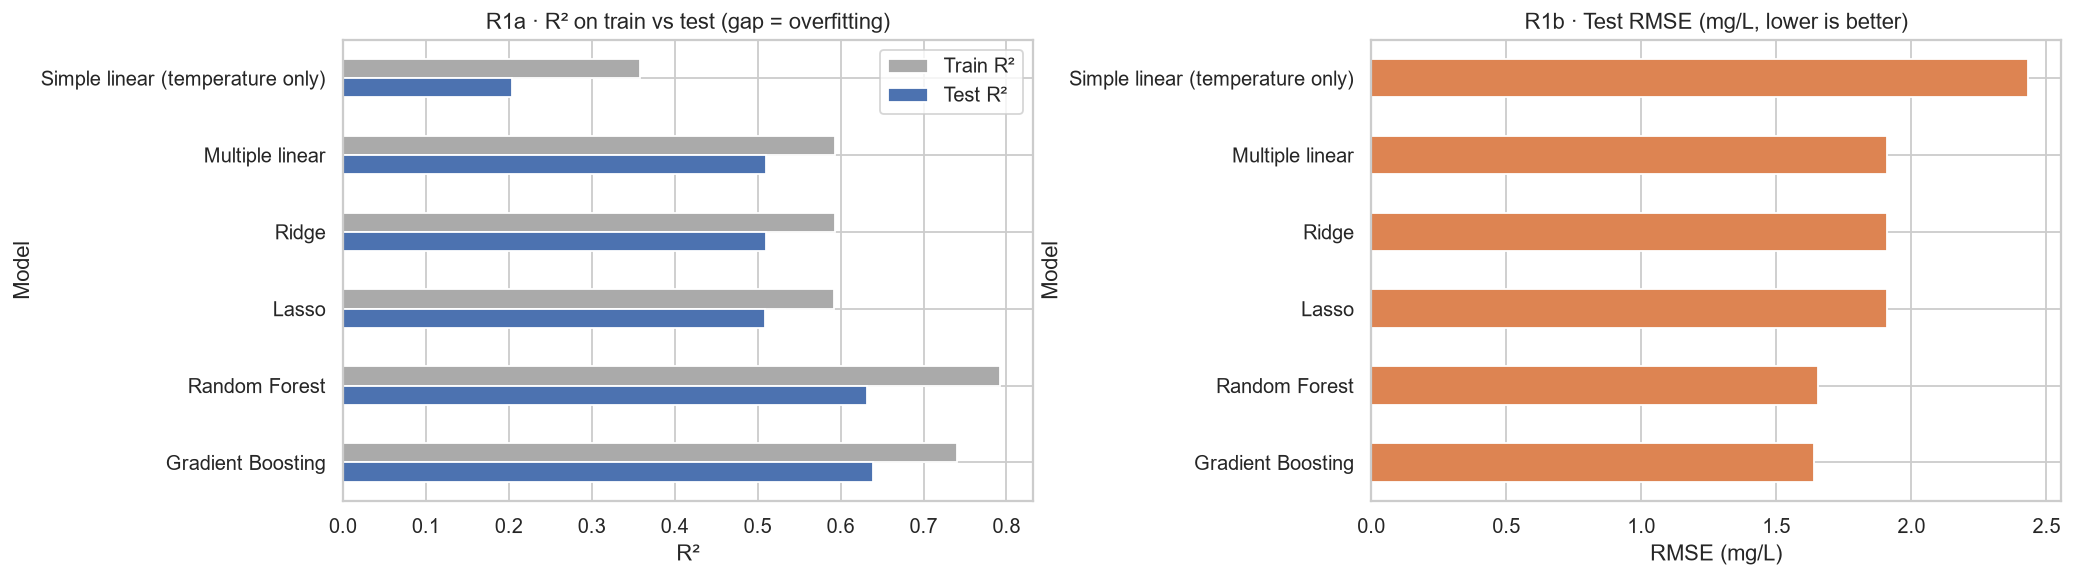 R1a · R² on train vs test (gap = overfitting)
Train R²
Test R²
Model
Simple linear (temperature only)
Multiple linear
Ridge
Lasso
Random Forest
Gradient Boosting
0.0 0.1 0.2 0.3 0.4 0.5 0.6 0.7 0.8
R²
R1b · Test RMSE (mg/L, lower is better)
Model
Simple linear (temperature only)
Multiple linear
Ridge
Lasso
Random Forest
Gradient Boosting
0.0 0.5 1.0 1.5 2.0 2.5
RMSE (mg/L)